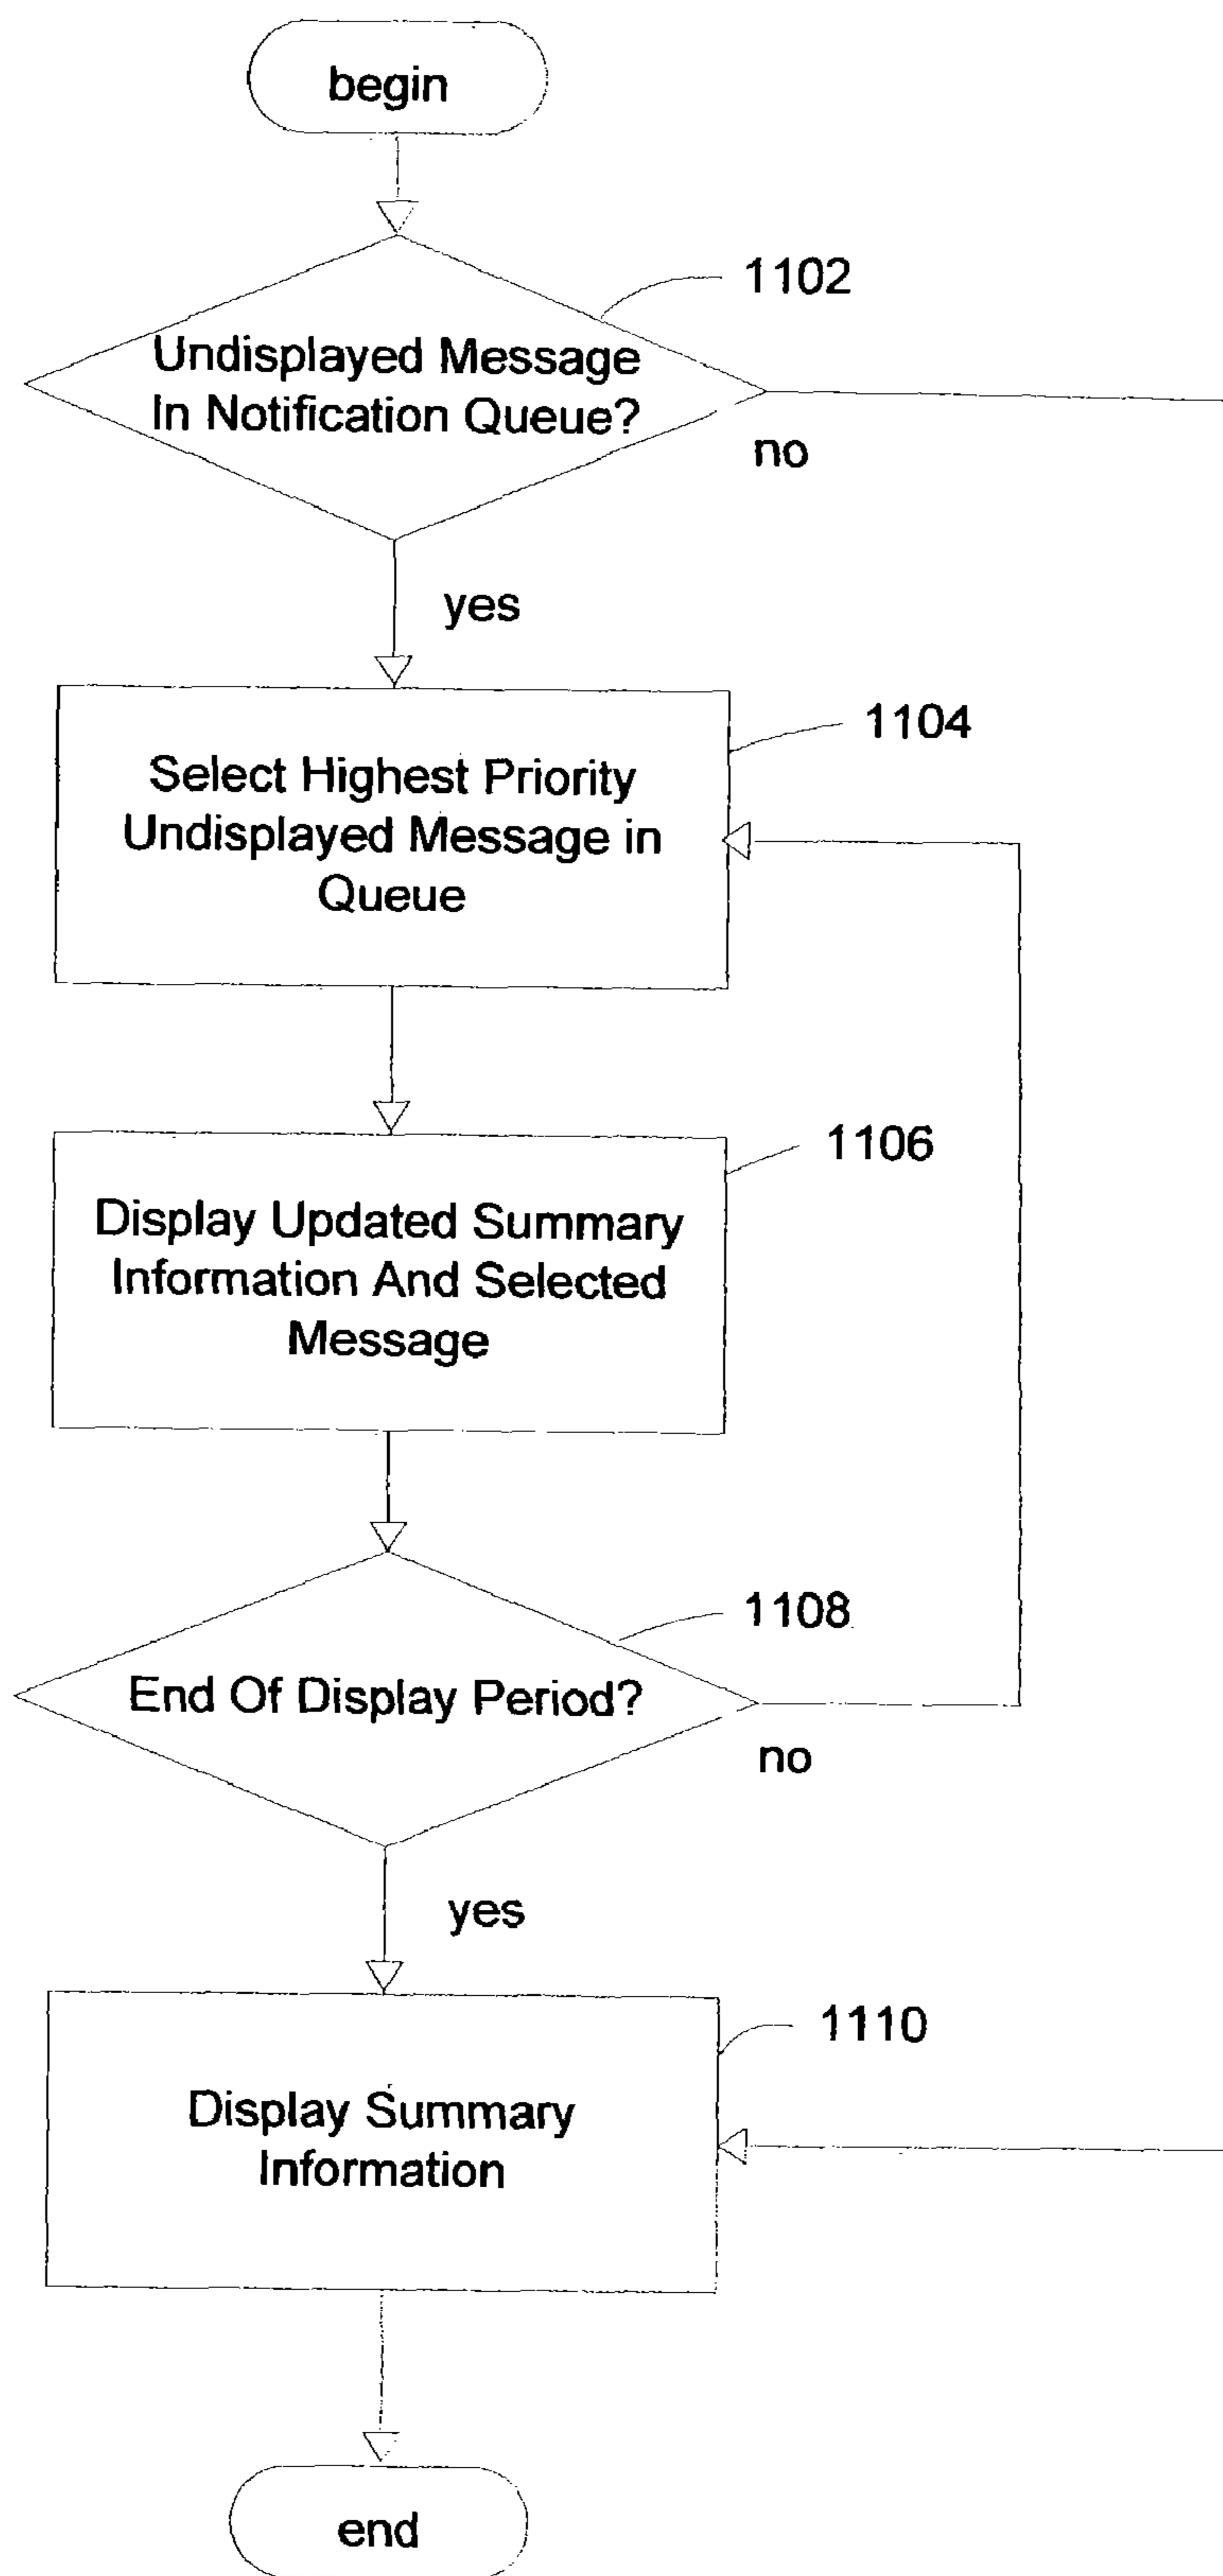 begin
1102
Undisplayed Message
In Notification Queue?
no
yes
1104
Select Highest Priority
Undisplayed Message in
Queue
1106
Display Updated Summary
Information And Selected
Message
1108
End Of Display Period?
no
yes
1110
Display Summary
Information
end